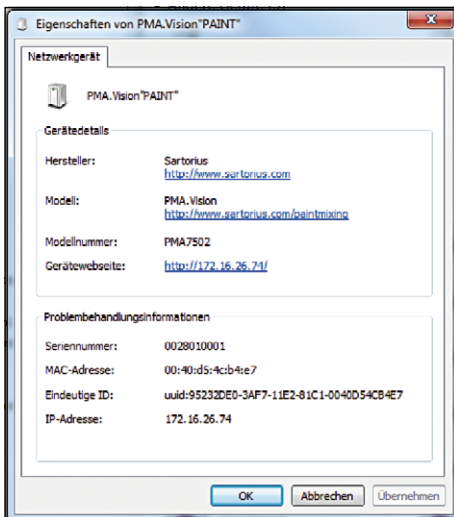 Eigenschaften von PMA.Vision"PAINT"
Netzwerkgerät
PMA.Vision"PAINT"
Gerätedetails
Hersteller: Sartorius
http://www.sartorius.com
Modell: PMA.Vision
http://www.sartorius.com/paintmixing
Modellnummer: PMA7502
Gerätewebseite: http://172.16.26.74/
Problembehandlungsinformationen
Seriennummer: 0028010001
MAC-Adresse: 00:40:d5:4c:b4:e7
Eindeutige ID: uuid:95232DE0-3AF7-11E2-81C1-0040D54CB4E7
IP-Adresse: 172.16.26.74
OK Abbrechen Übernehmen